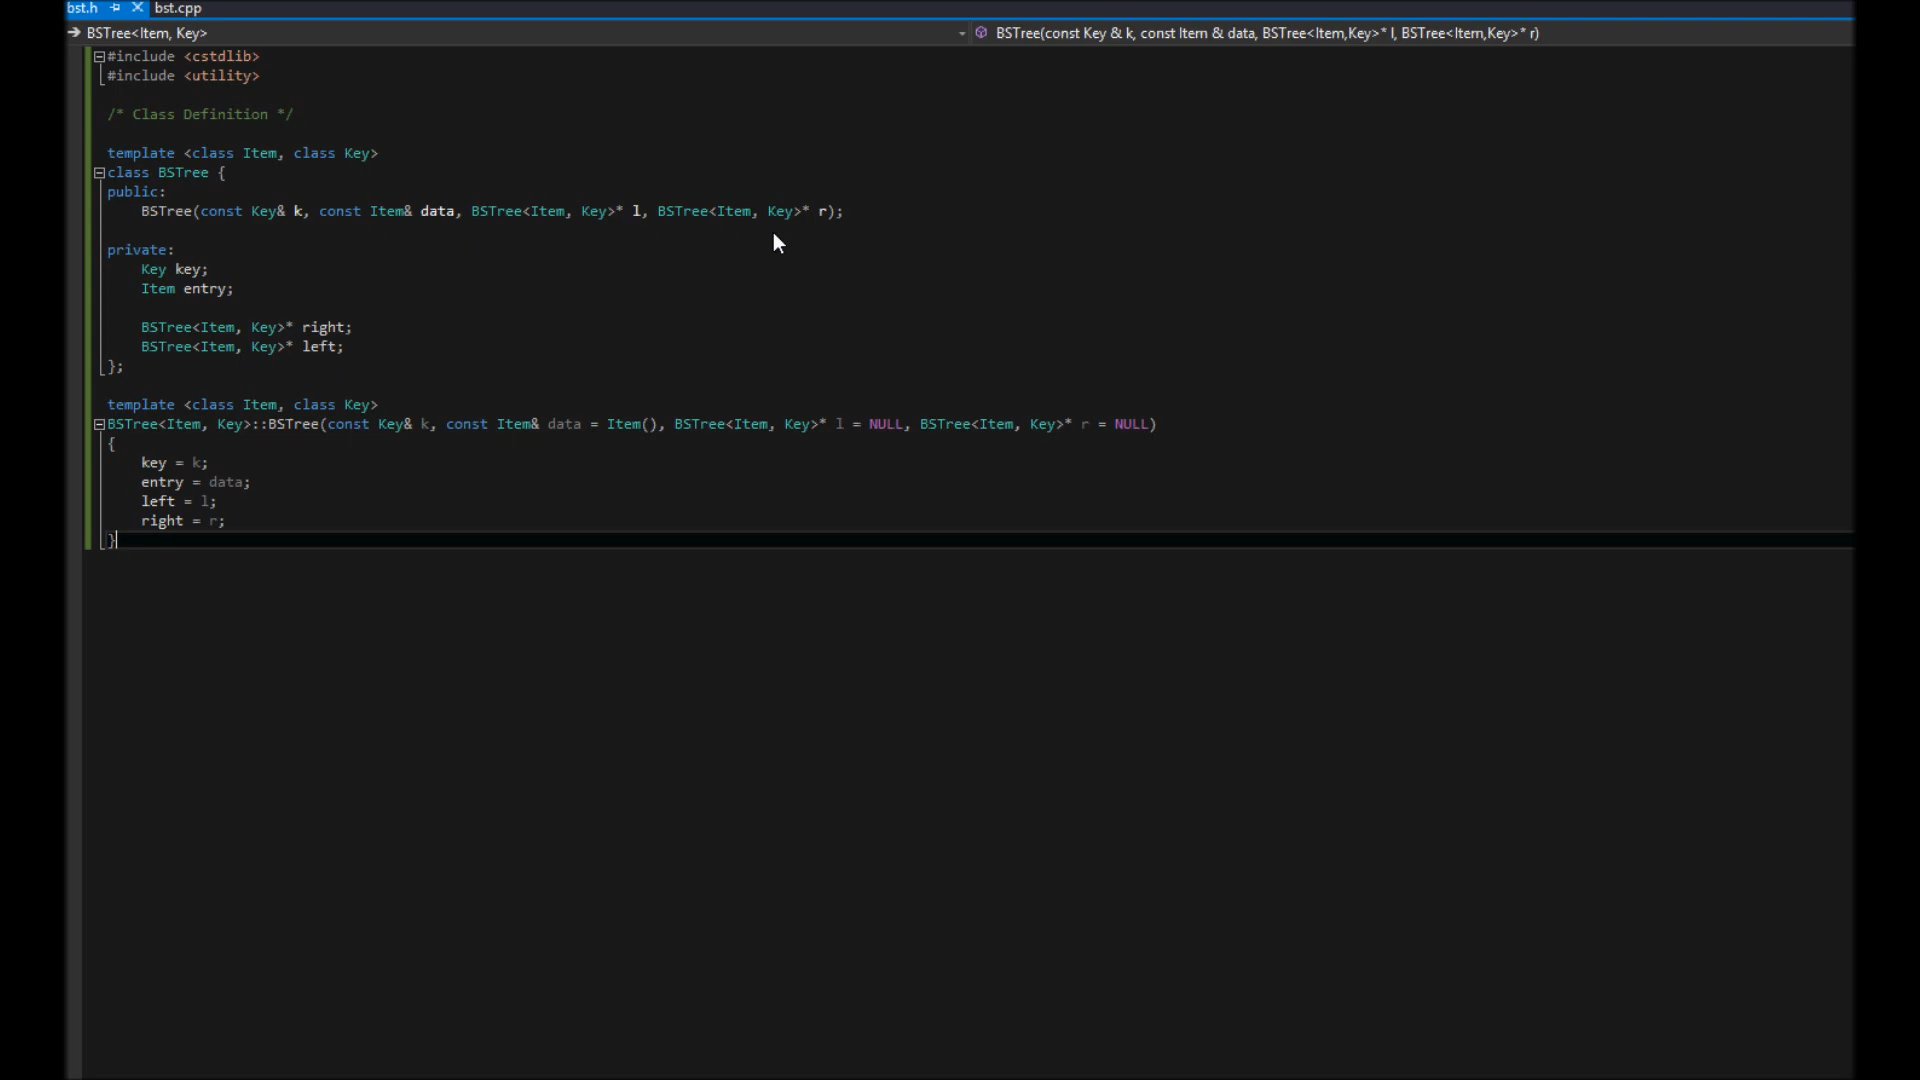 bst.h bst.cpp
BSTree<Item, Key> BSTree(const Key & k, const Item & data, BSTree<Item,Key>* l, BSTree<Item,Key>* r)
#include <cstdlib>
#include <utility>
/* Class Definition */
template <class Item, class Key>
class BSTree {
public:
BSTree(const Key& k, const Item& data, BSTree<Item, Key>* l, BSTree<Item, Key>* r);
private:
Key key;
Item entry;
BSTree<Item, Key>* right;
BSTree<Item, Key>* left;
};
template <class Item, class Key>
BSTree<Item, Key>::BSTree(const Key& k, const Item& data = Item(), BSTree<Item, Key>* l = NULL, BSTree<Item, Key>* r = NULL)
{
key = k;
entry = data;
left = l;
right = r;
}